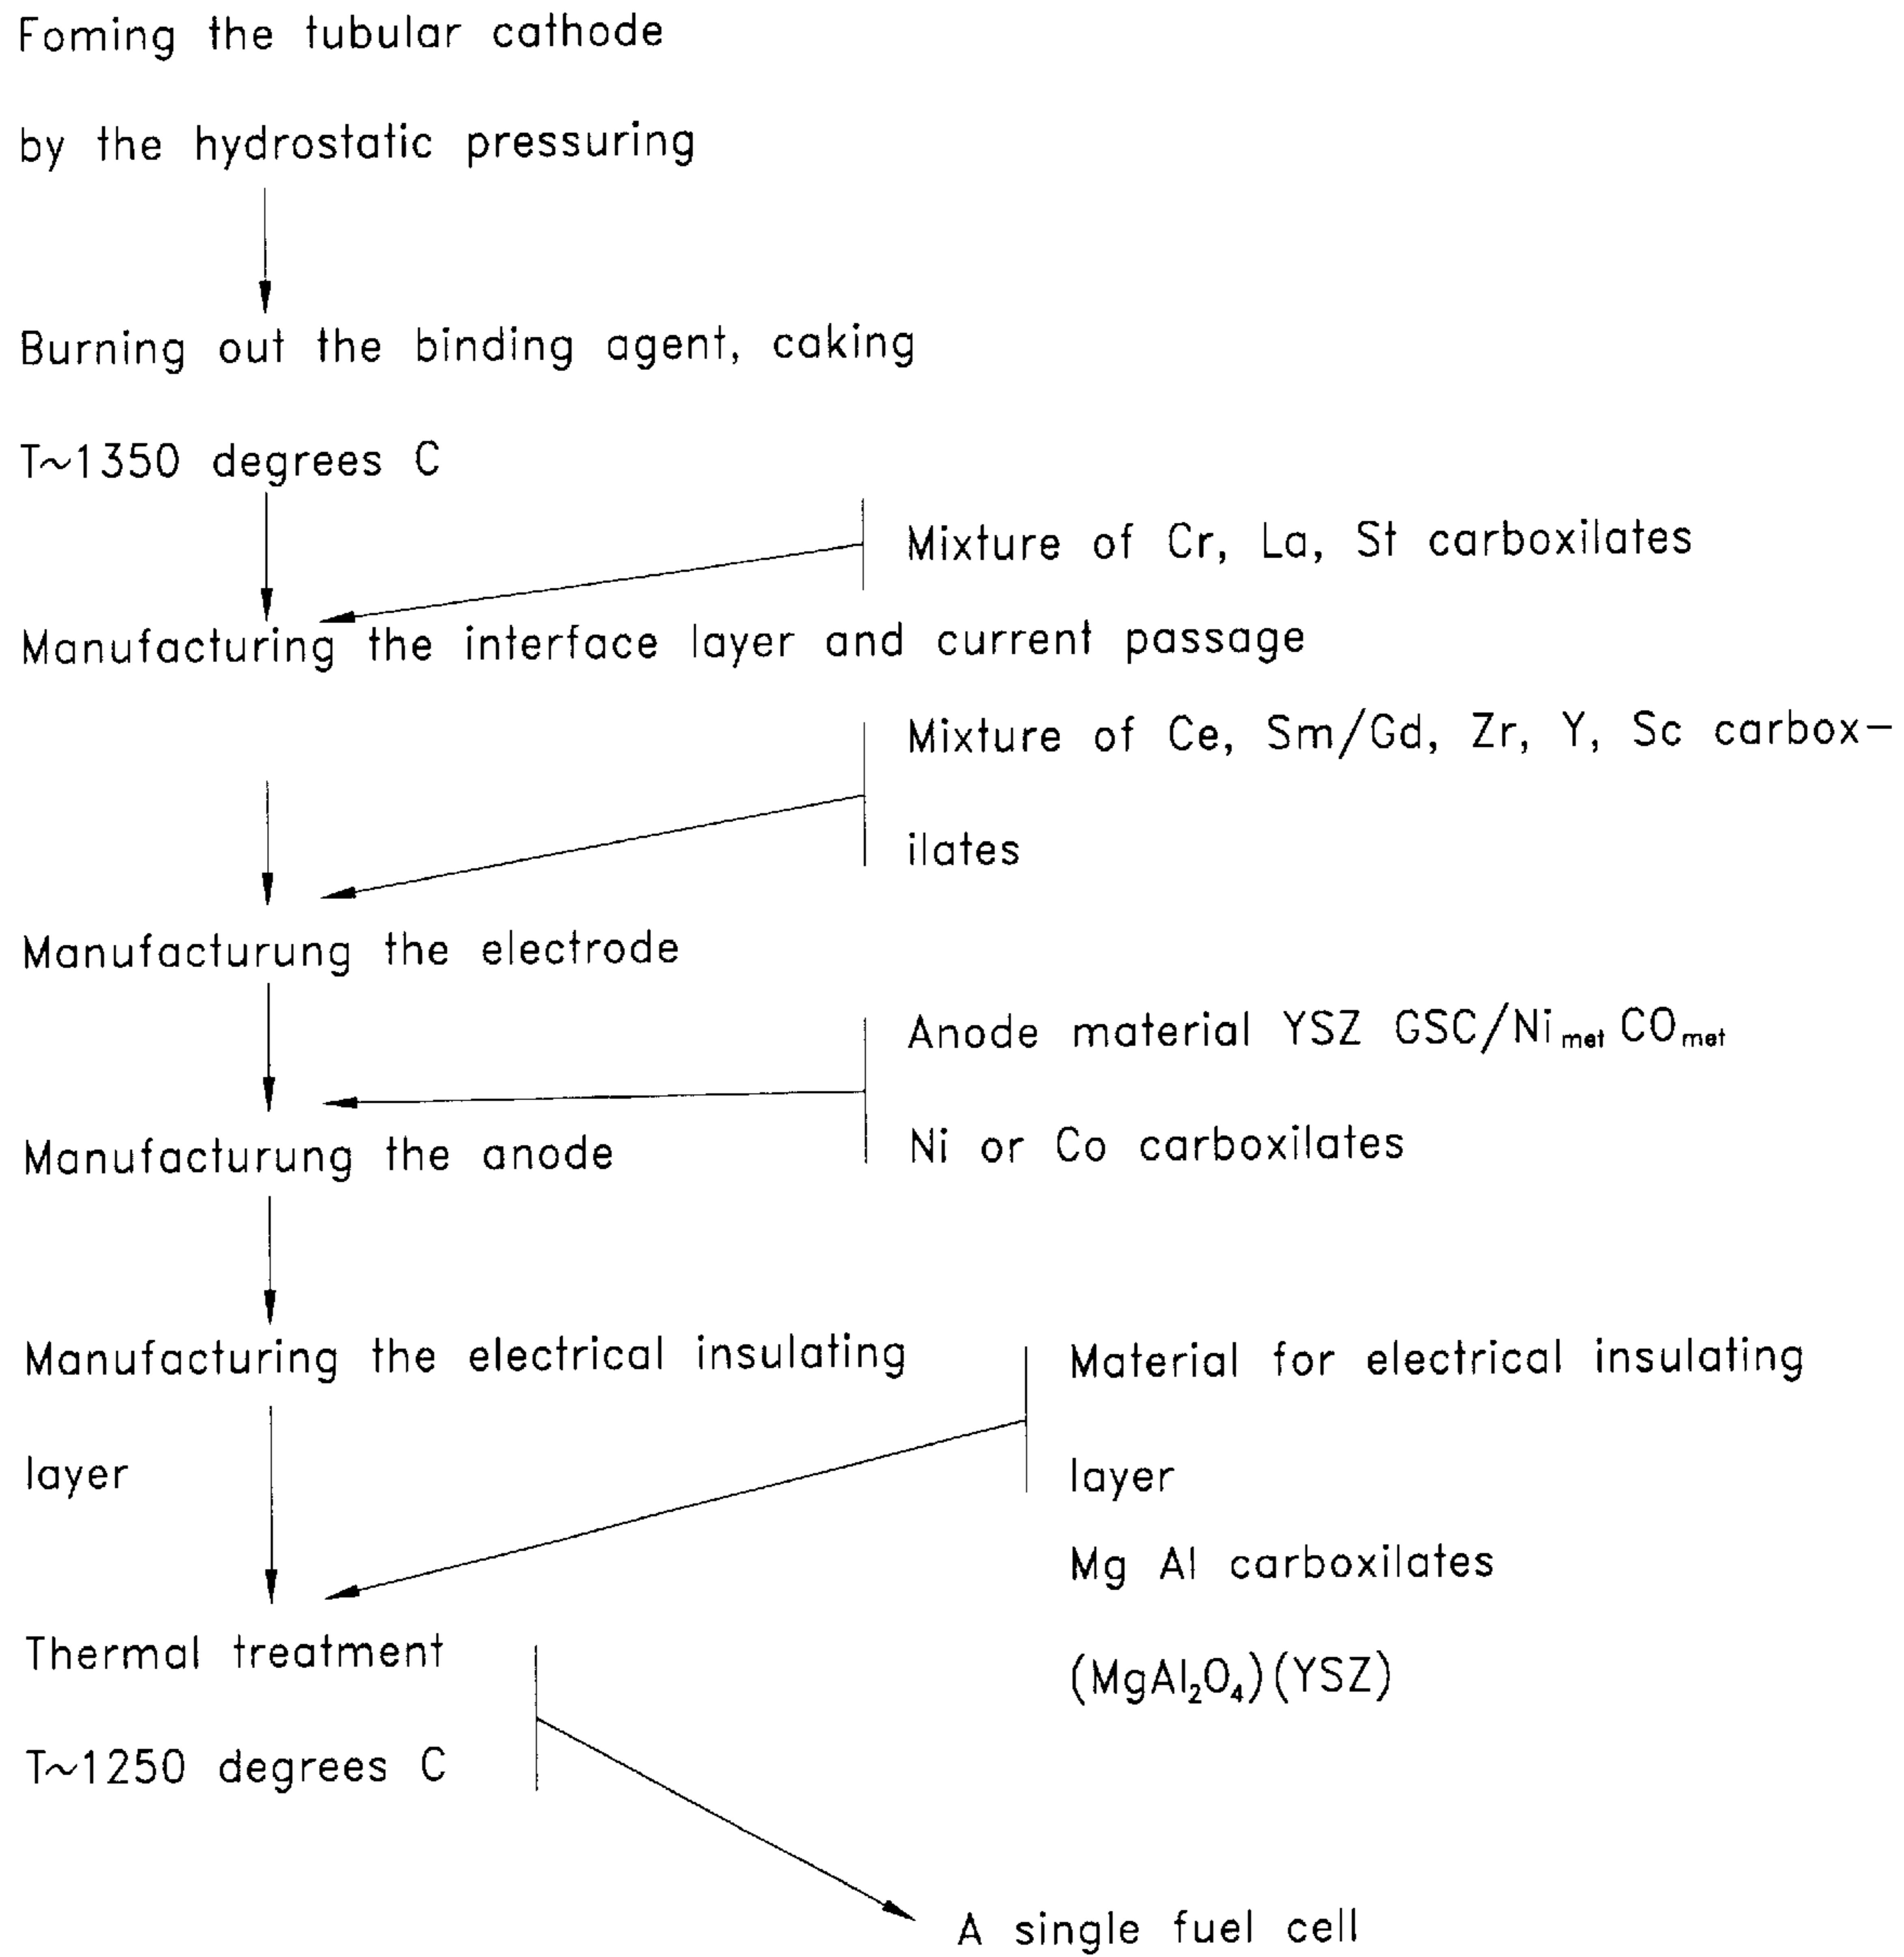 Foming the tubular cathode
by the hydrostatic pressuring
Burning out the binding agent, caking
T~1350 degrees C
Mixture of Cr, La, St carboxilates
Manufacturing the interface layer and current passage
Mixture of Ce, Sm/Gd, Zr, Y, Sc carbox-
ilates
Manufacturung the electrode
Anode material YSZ GSC/Ni met CO met
Ni or Co carboxilates
Manufacturung the anode
Manufacturing the electrical insulating
layer
Material for electrical insulating
layer
Mg Al carboxilates
(MgAl₂O₄)(YSZ)
Thermal treatment
T~1250 degrees C
A single fuel cell